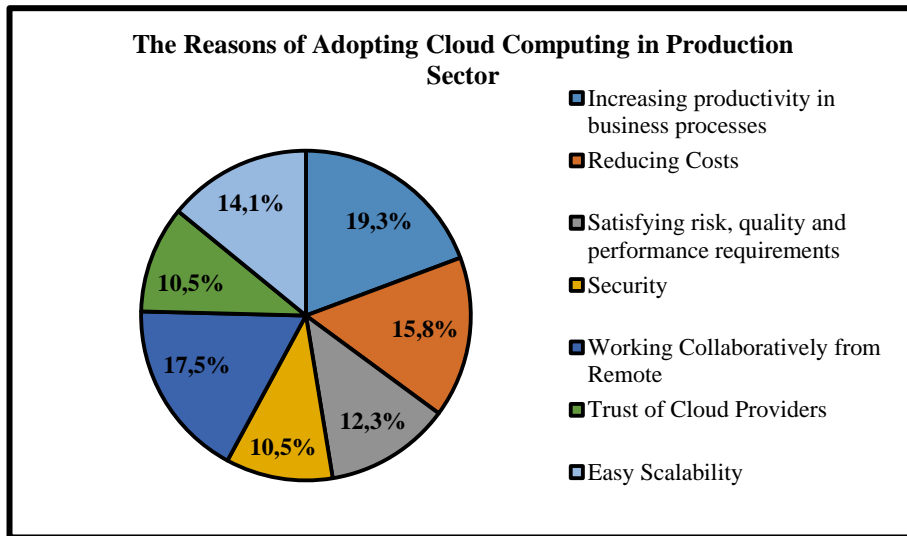 The Reasons of Adopting Cloud Computing in Production
Sector
Increasing productivity in
business processes
Reducing Costs
Satisfying risk, quality and
performance requirements
Security
Working Collaboratively from
Remote
Trust of Cloud Providers
Easy Scalability
19,3%
15,8%
12,3%
10,5%
17,5%
10,5%
14,1%